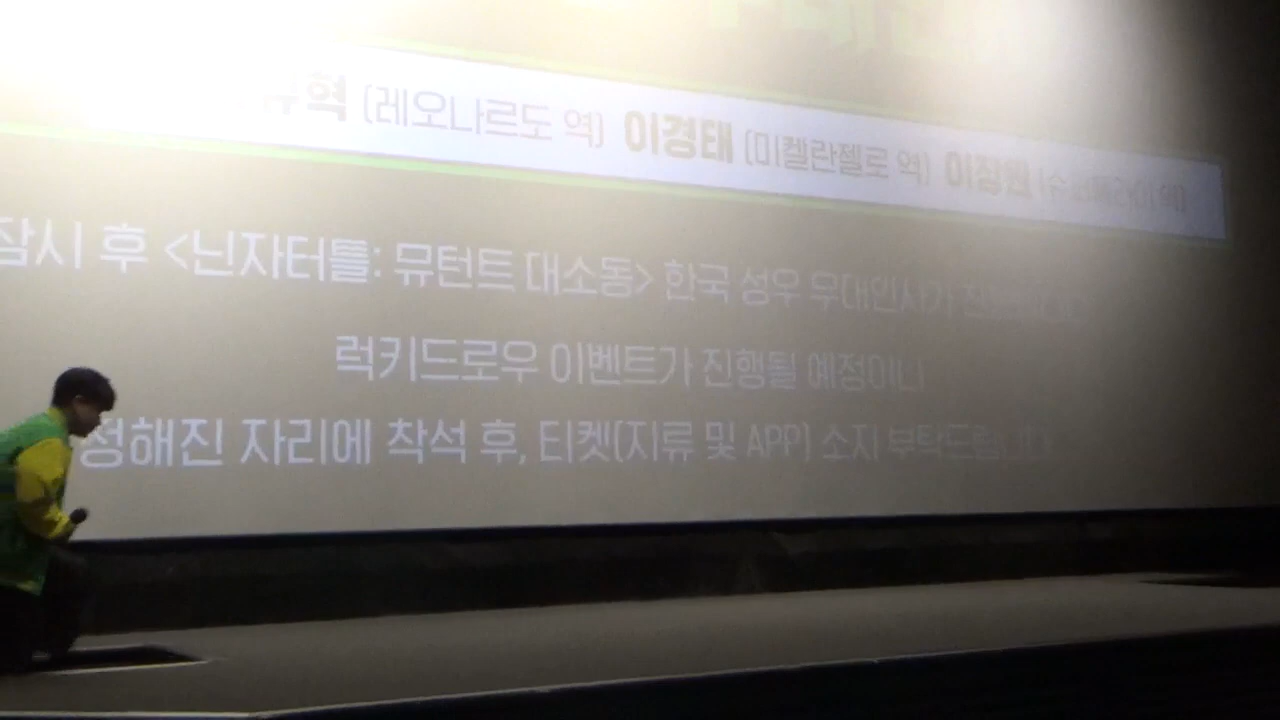 혁 (레오나르도 역) 이경태 (미켈란젤로 역) 이장원
잠시 후 <닌자터틀: 뮤턴트 대소동> 한국 성우 무대인사가
럭키드로우 이벤트가 진행될 예정이니
정해진 자리에 착석 후, 티켓(지류 및 APP) 소지 부탁드립니다